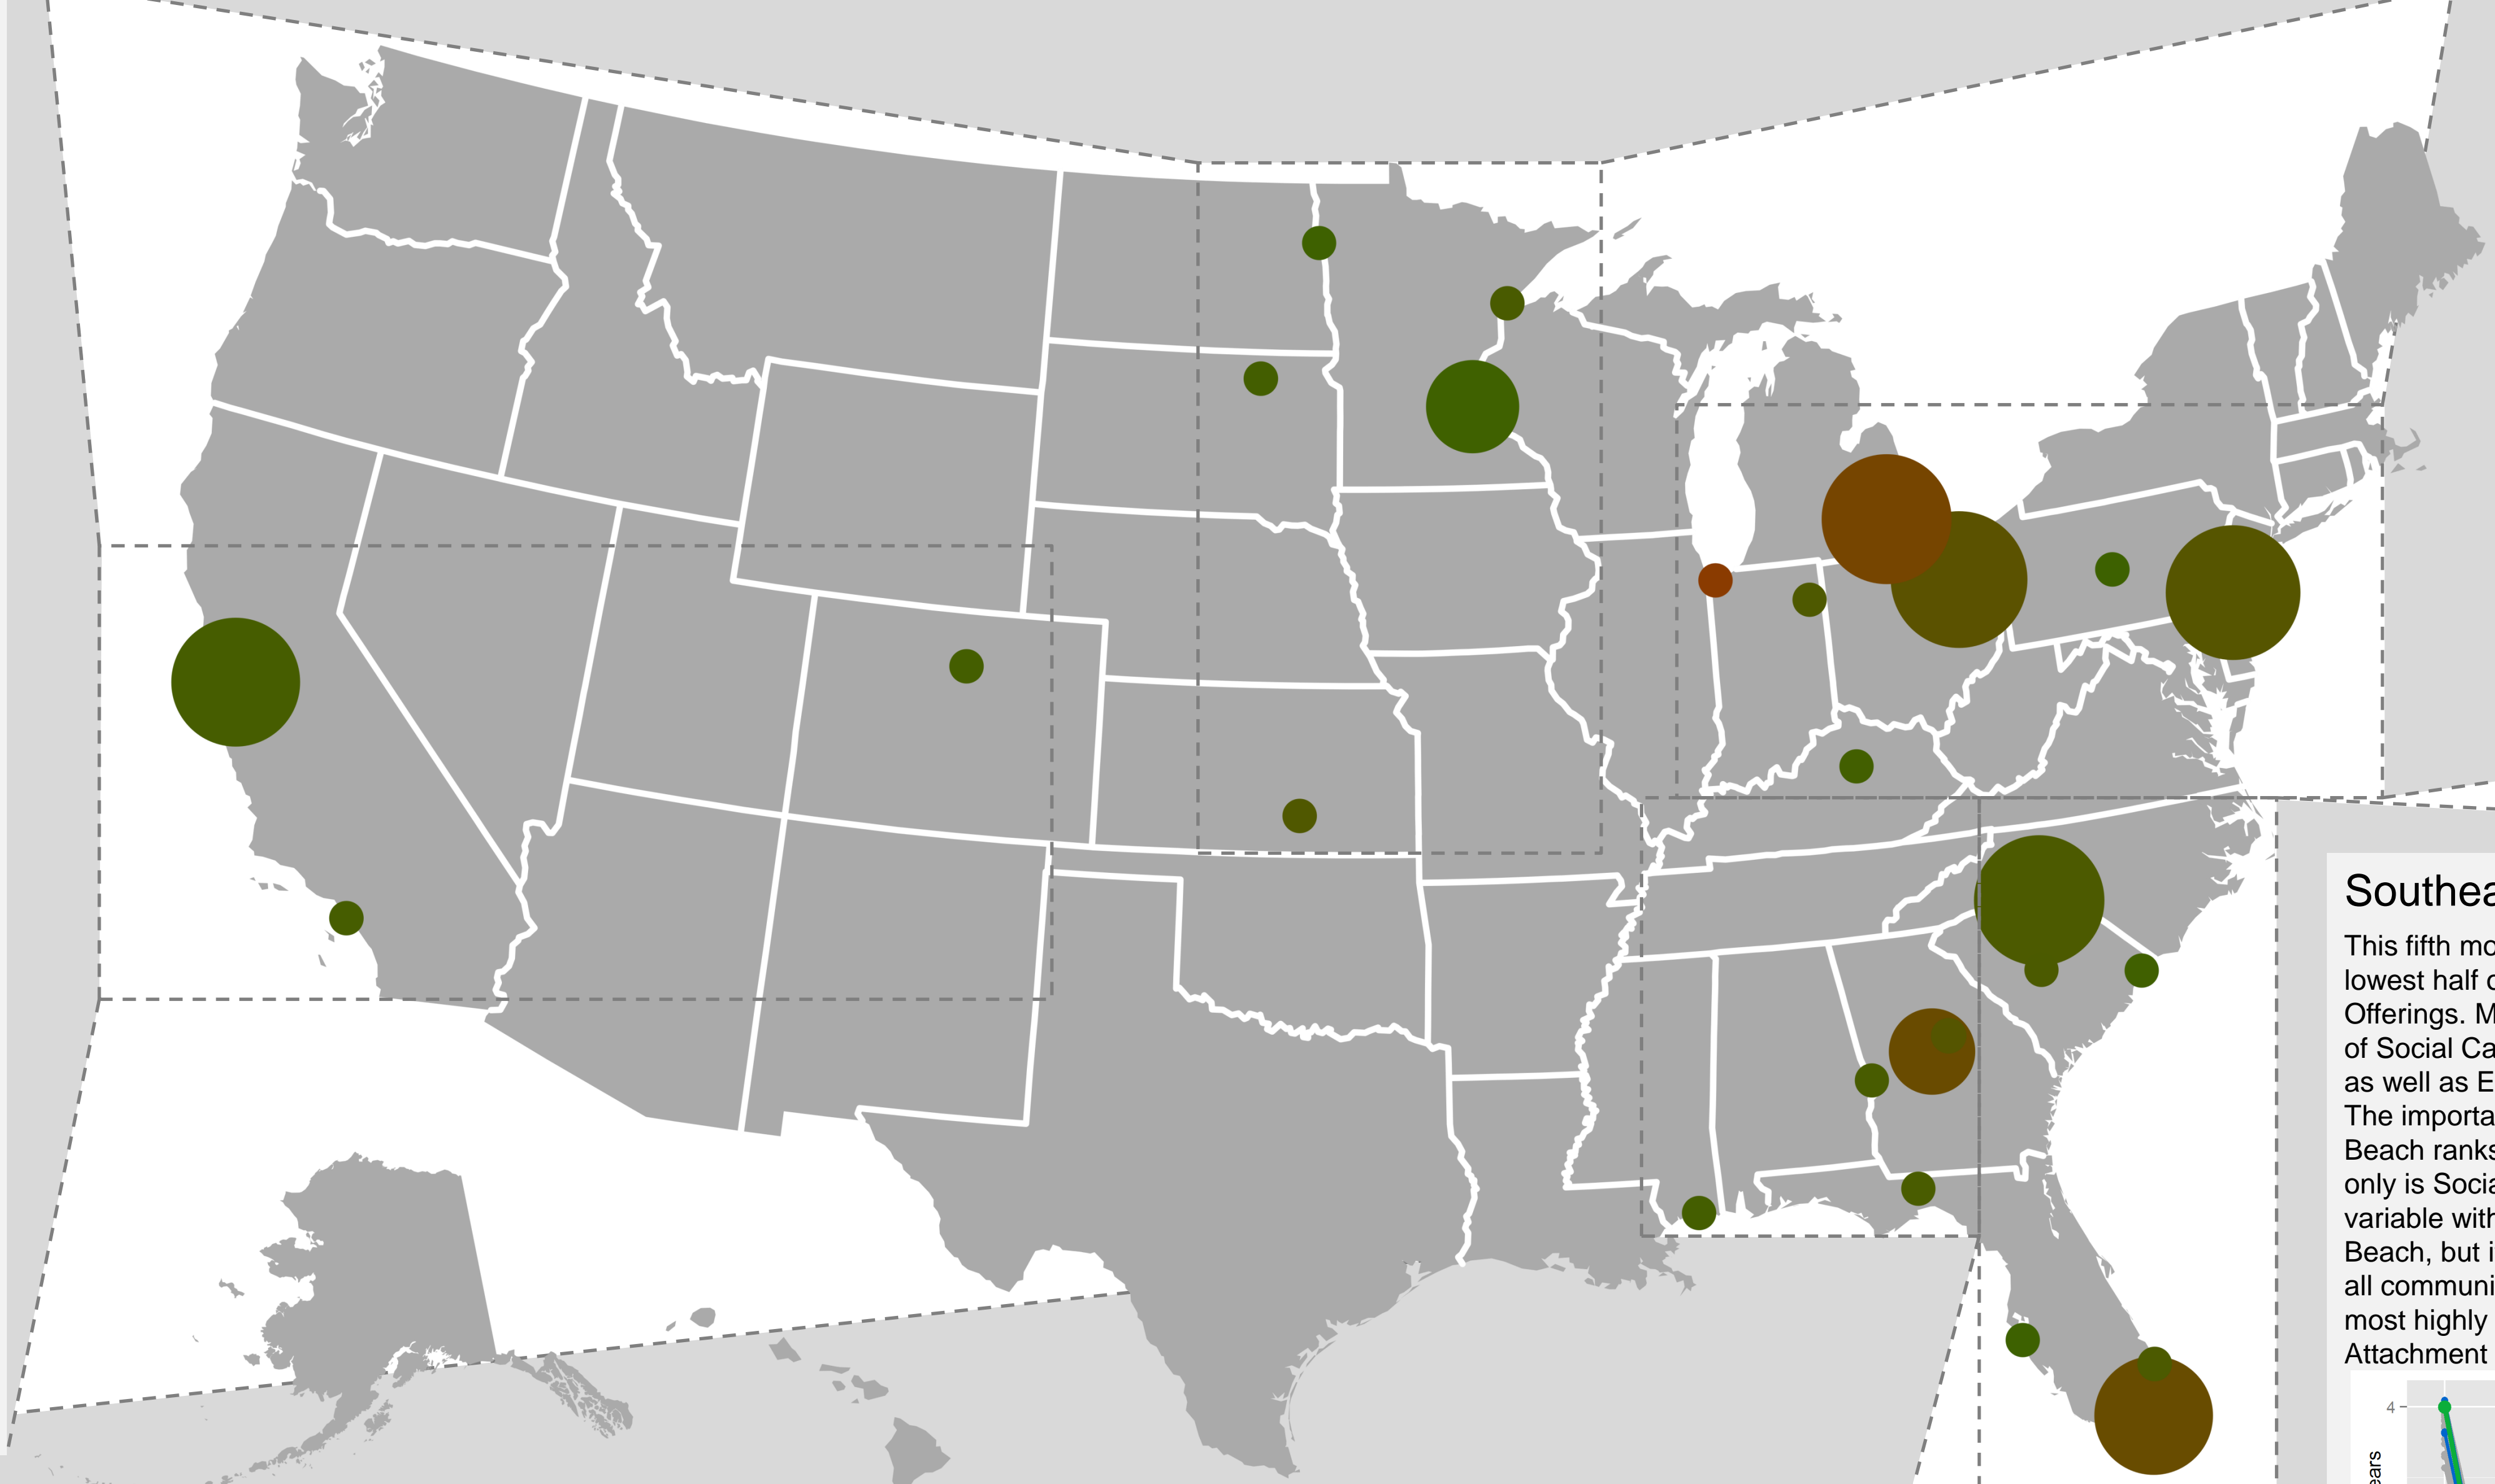 Southea
This fifth mo
lowest half o
Offerings. M
of Social Ca
as well as E
The importa
Beach ranks
only is Socia
variable with
Beach, but i
all communi
most highly
Attachment
4
ears